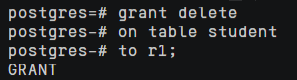 postgres=# grant delete
postgres-# on table student
postgres-# to r1;
GRANT